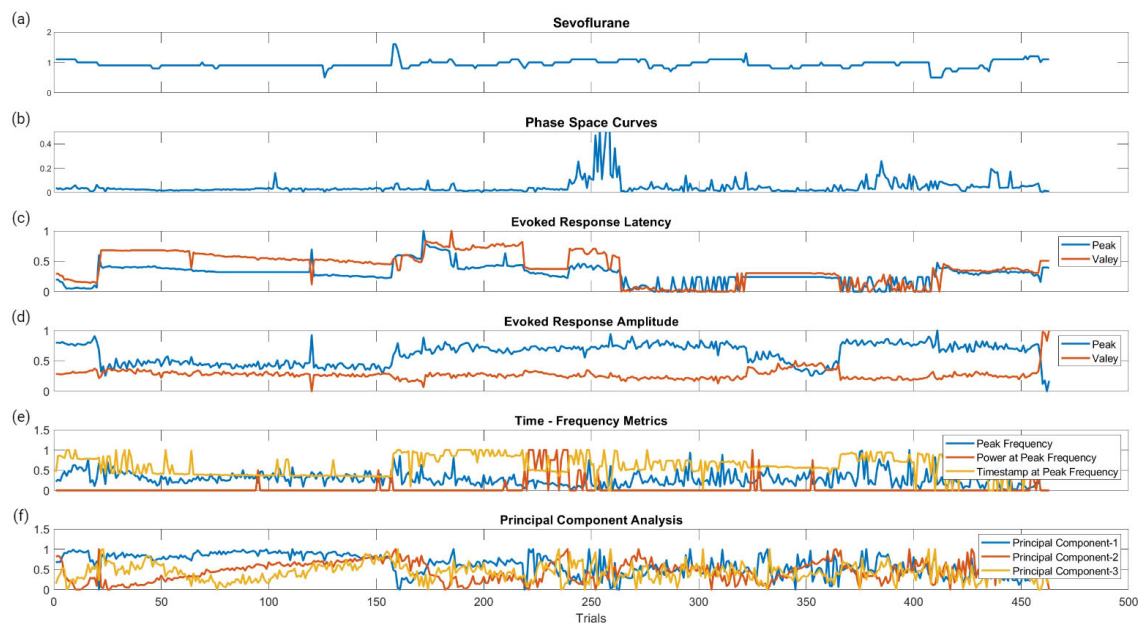 (a)
Sevoflurane
2
1
0
(b)
Phase Space Curves
0.4
0.2
0
(c)
Evoked Response Latency
1
0.5
0
Peak
Valey
(d)
Evoked Response Amplitude
1
0.5
0
Peak
Valey
(e)
Time - Frequency Metrics
1.5
1
0.5
0
Peak Frequency
Power at Peak Frequency
Timestamp at Peak Frequency
(f)
Principal Component Analysis
1.5
1
0.5
0
Principal Component-1
Principal Component-2
Principal Component-3
0 50 100 150 200 250 300 350 400 450 500
Trials